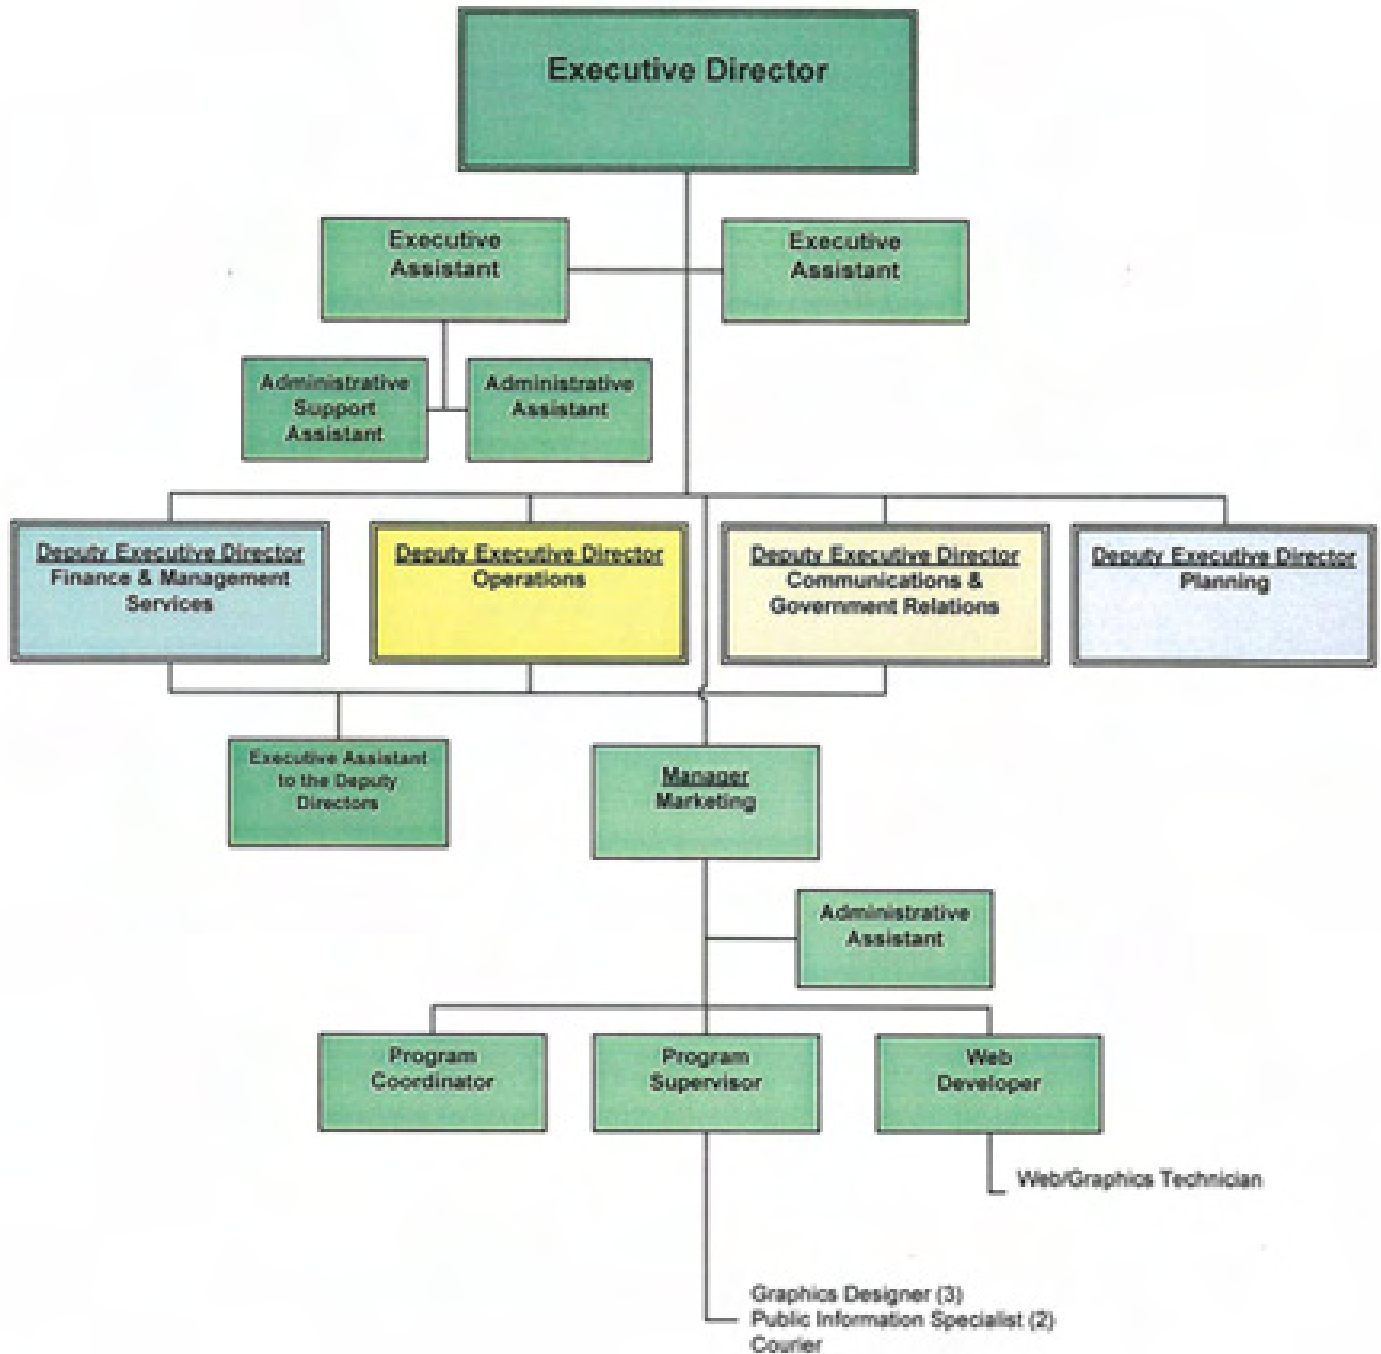 Executive Director
Executive
Assistant
Executive
Assistant
Administrative
Support
Assistant
Administrative
Assistant
Deputy Executive Director
Finance & Management
Services
Deputy Executive Director
Operations
Deputy Executive Director
Communications &
Government Relations
Deputy Executive Director
Planning
Executive Assistant
to the Deputy
Directors
Manager
Marketing
Administrative
Assistant
Program
Coordinator
Program
Supervisor
Web
Developer
Web/Graphics Technician
Graphics Designer (3)
Public Information Specialist (2)
Courier